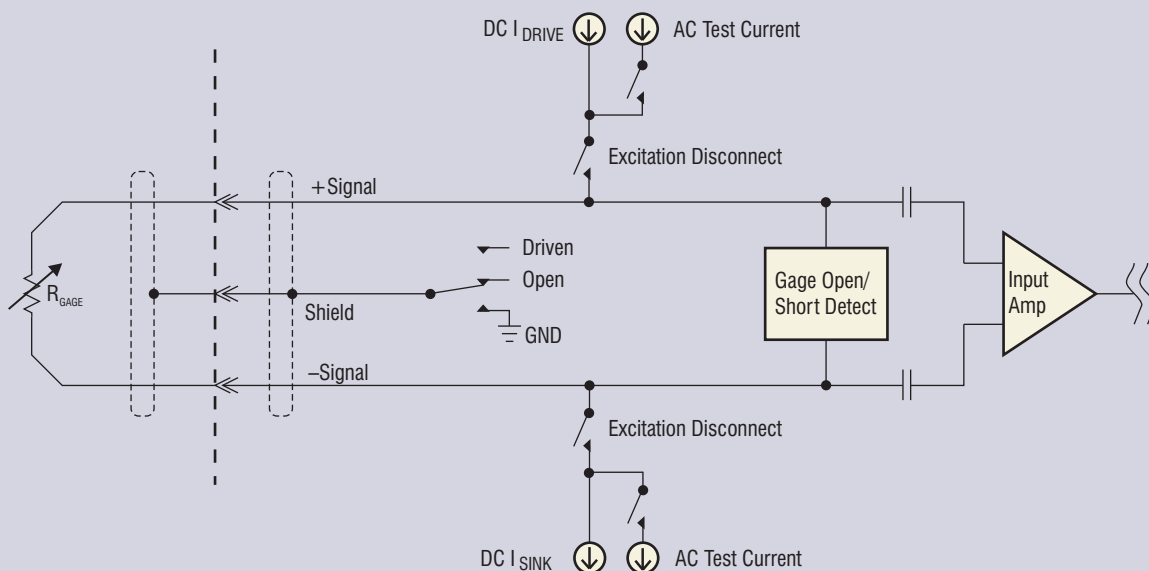 DC I DRIVE
AC Test Current
Excitation Disconnect
+Signal
Driven
Open
Shield
GND
R GAGE
Gage Open/
Short Detect
Input
Amp
–Signal
Excitation Disconnect
DC I SINK
AC Test Current